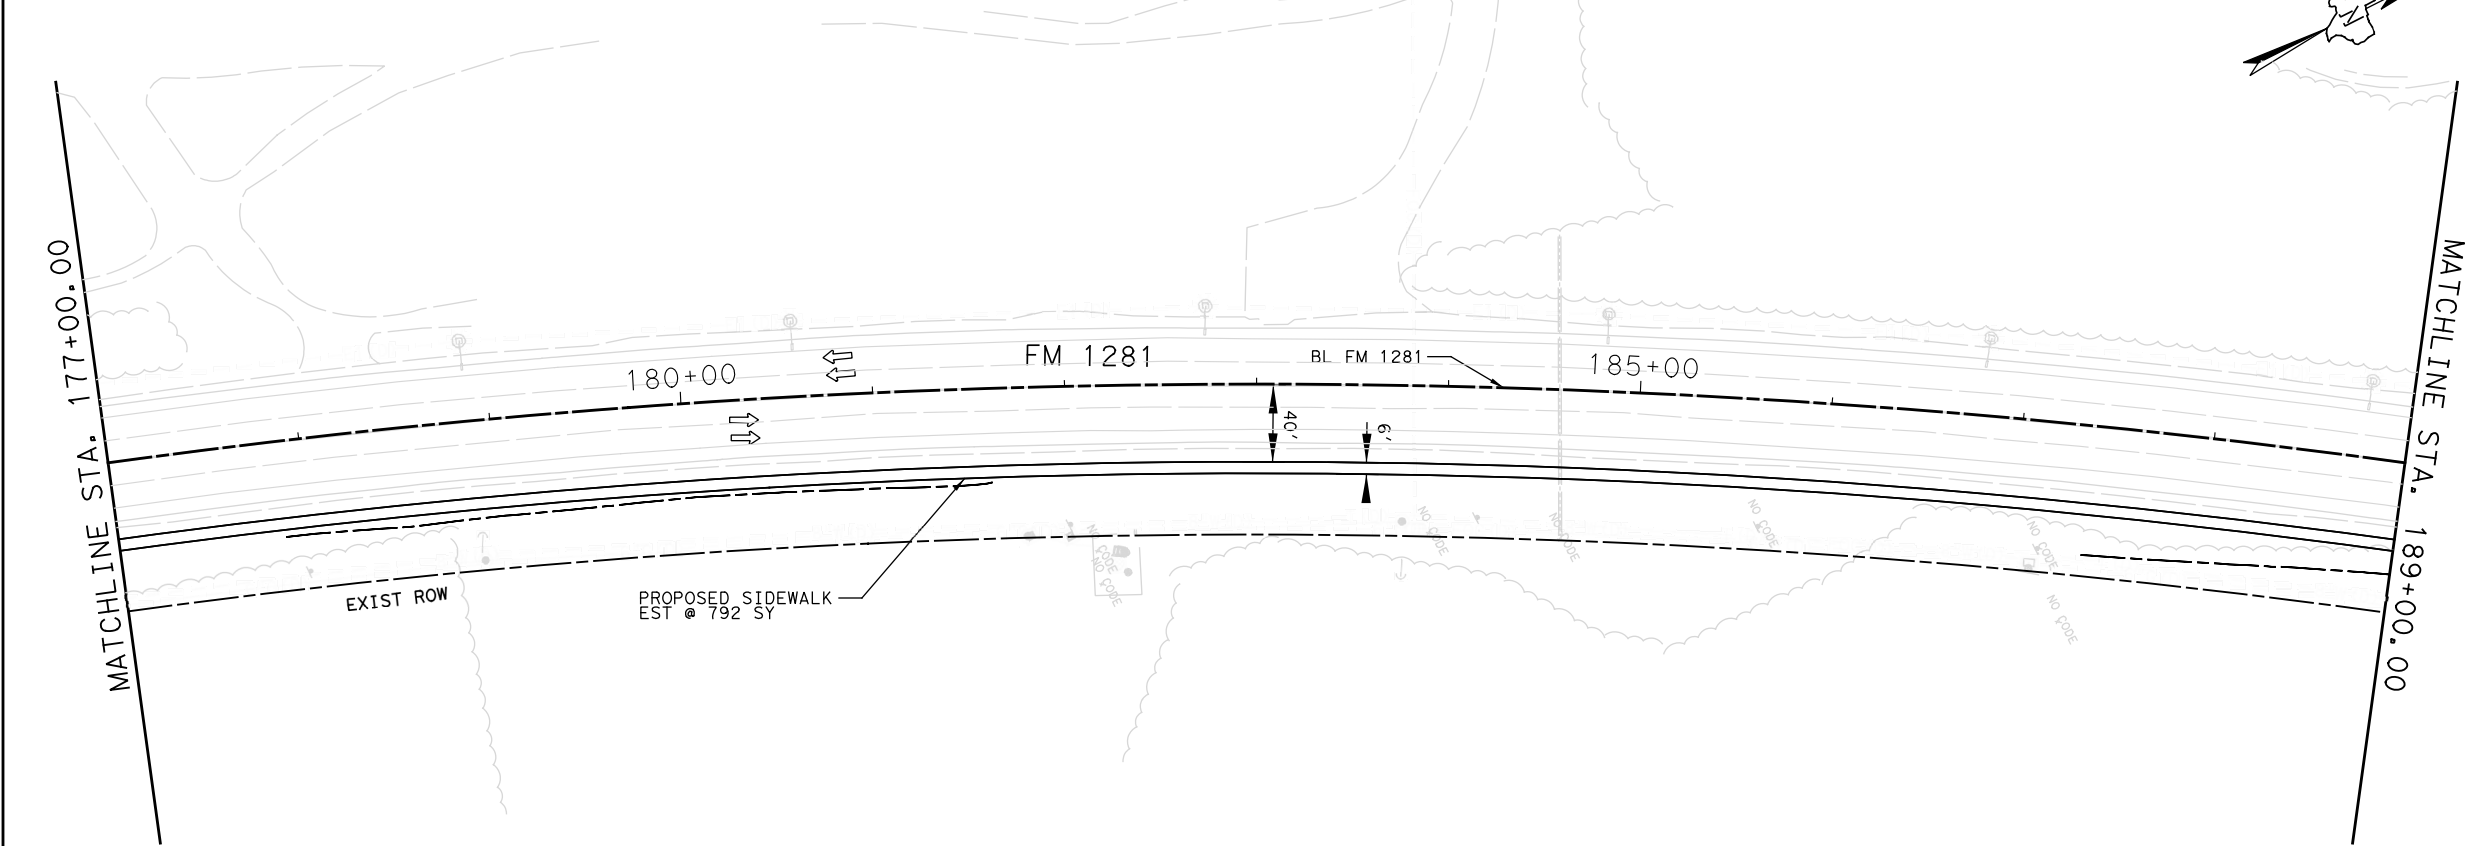 N
MATCHLINE STA. 177+00.00
180+00
FM 1281
BL FM 1281
185+00
40'
6'
MATCHLINE STA. 189+00.00
EXIST ROW
PROPOSED SIDEWALK
EST @ 792 SY
NO CODE
NO CODE
NO CODE
NO CODE
NO CODE
NO CODE
NO CODE